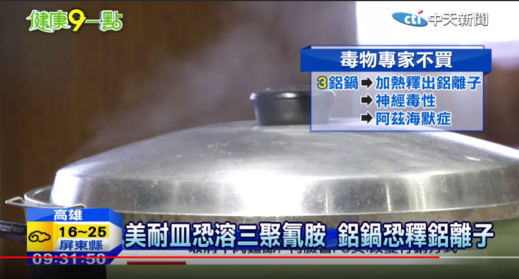 健康9一點
cti 中天新聞
毒物專家不買
3鋁鍋➡加熱釋出鋁離子
➡神經毒性
➡阿茲海默症
高雄
16~25
屏東縣
美耐皿恐溶三聚氰胺 鋁鍋恐釋鋁離子
09:31:50